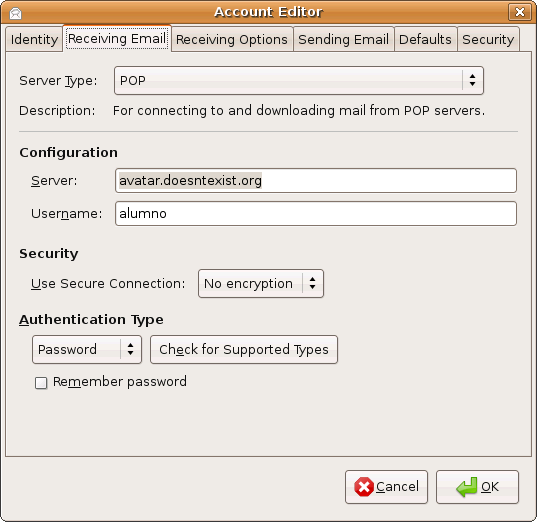 Account Editor
Identity Receiving Email Receiving Options Sending Email Defaults Security
Server Type: POP
Description: For connecting to and downloading mail from POP servers.
Configuration
Server: avatar.doesntexist.org
Username: alumno
Security
Use Secure Connection: No encryption
Authentication Type
Password Check for Supported Types
Remember password
Cancel OK